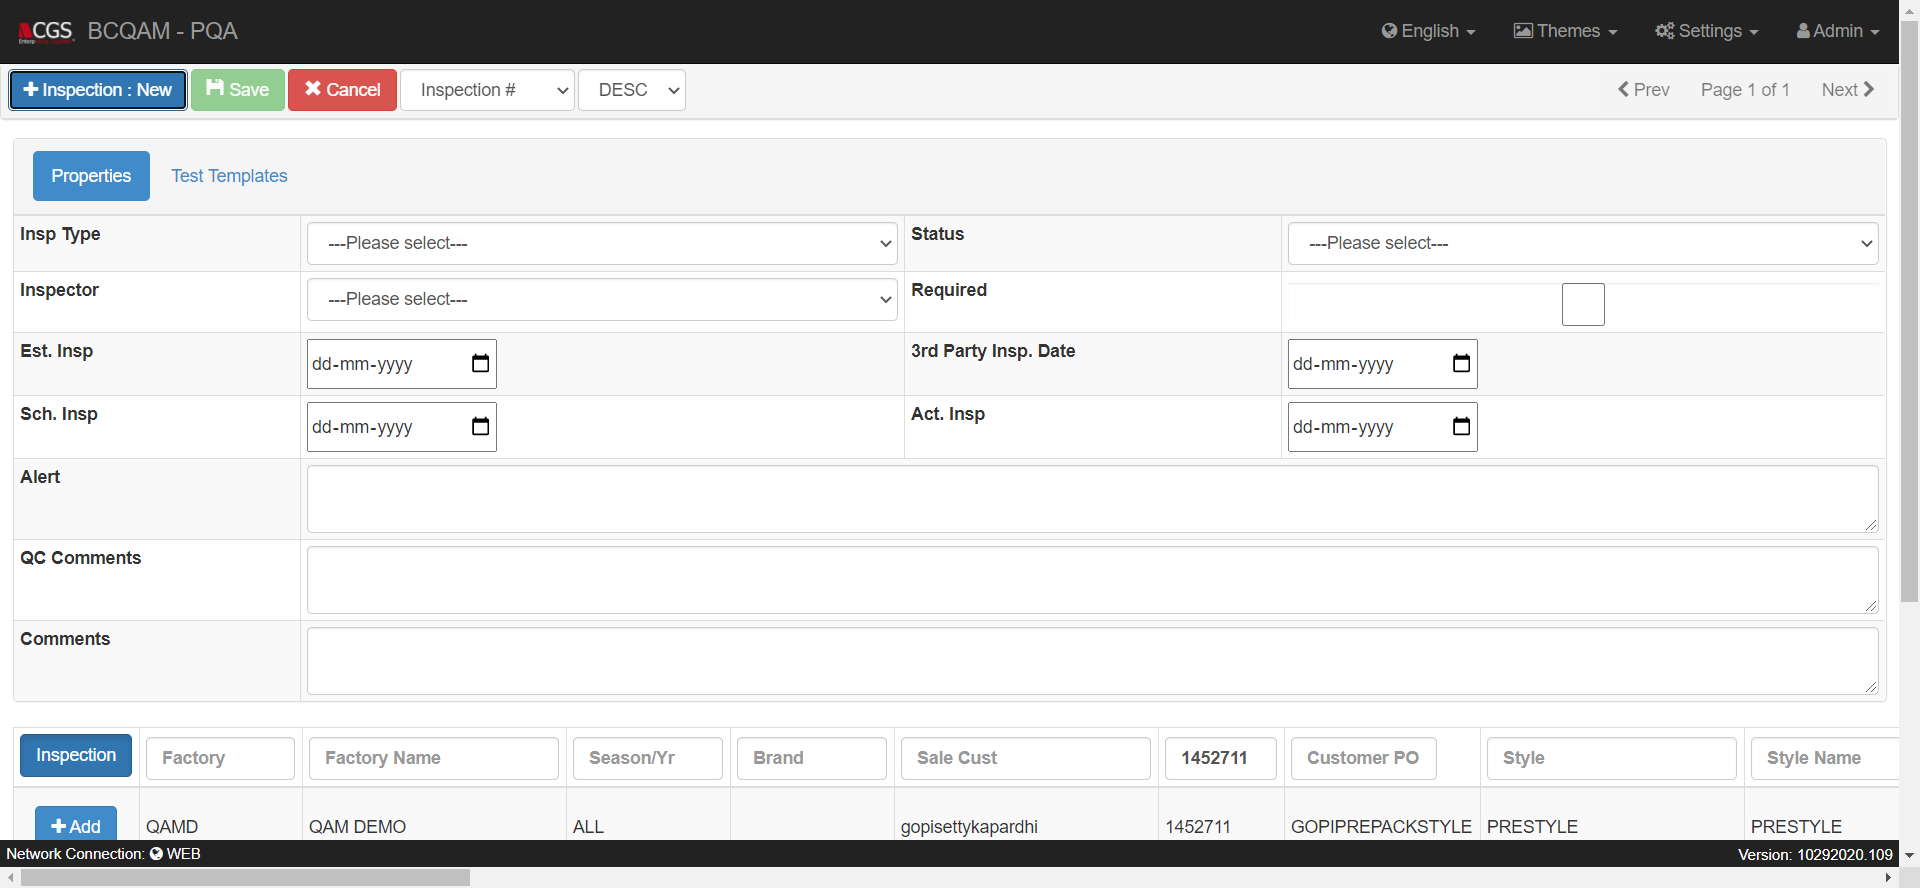 CGS BCQAM - PQA English Themes Settings Admin
Inspection : New Save Cancel Inspection # DESC Prev Page 1 of 1 Next
Properties Test Templates
Insp Type ---Please select--- Status ---Please select---
Inspector ---Please select--- Required
Est. Insp dd-mm-yyyy 3rd Party Insp. Date dd-mm-yyyy
Sch. Insp dd-mm-yyyy Act. Insp dd-mm-yyyy
Alert
QC Comments
Comments
Inspection Factory Factory Name Season/Yr Brand Sale Cust 1452711 Customer PO Style Style Name
Add QAMD QAM DEMO ALL gopisettykapardhi 1452711 GOPIPREPACKSTYLE PRESTYLE PRESTYLE
Network Connection: WEB Version: 10292020.109